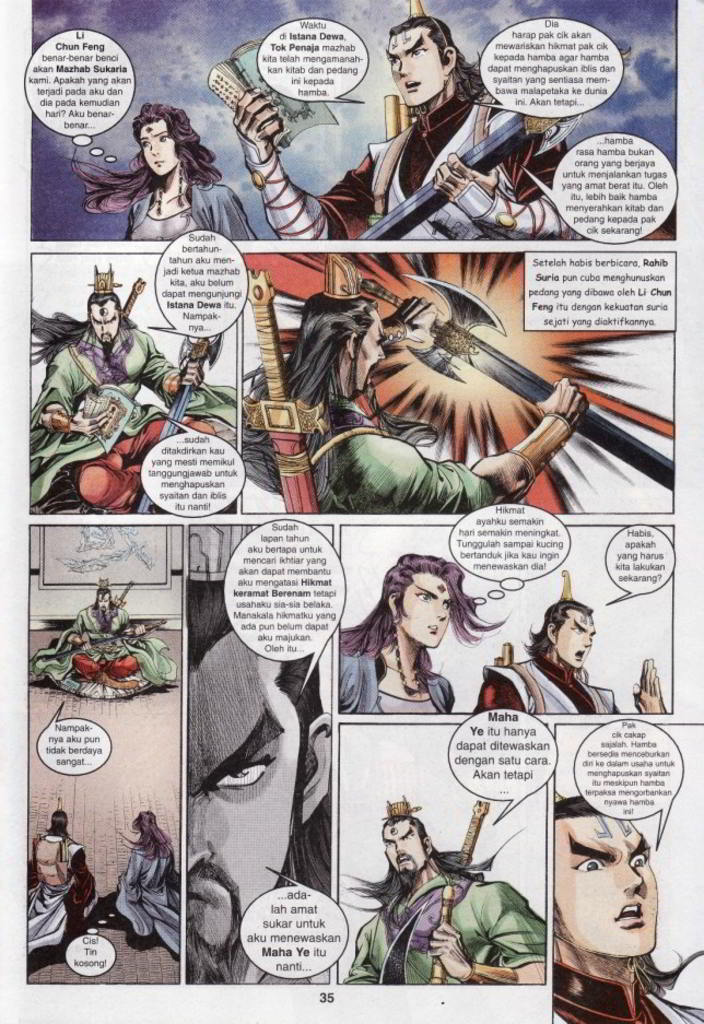 Li
Chun Feng
benar-benar benci
akan Mazhab Sukaria
kami. Apakah yang akan
terjadi pada aku dan
dia pada kemudian
hari? Aku benar-
benar...
Waktu
di Istana Dewa,
Tok Penaja mazhab
kita telah mengamanah-
kan kitab dan pedang
ini kepada
hamba.
Dia
harap pak cik akan
mewariskan hikmat pak cik
kepada hamba agar hamba
dapat menghapuskan iblis dan
syaitan yang sentiasa mem-
bawa malapetaka ke dunia
ini. Akan tetapi...
...hamba
rasa hamba bukan
orang yang berjaya
untuk menjalankan tugas
yang amat berat itu. Oleh
itu, lebih baik hamba
menyerahkan kitab dan
pedang kepada pak
cik sekarang!
Sudah
bertahun-
tahun aku men-
jadi ketua mazhab
kita, aku belum
dapat mengunjungi
Istana Dewa itu.
Nampak-
nya...
...sudah
ditakdirkan kau
yang mesti memikul
tanggungjawab untuk
menghapuskan
syaitan dan iblis
itu nanti!
Setelah habis berbicara, Rahib
Suria pun cuba menghunuskan
pedang yang dibawa oleh Li Chun
Feng itu dengan kekuatan suria
sejati yang diaktifkannya.
Nampak-
nya aku pun
tidak berdaya
sangat...
Cis!
Tin
kosong!
Sudah
lapan tahun
aku bertapa untuk
mencari ikhtiar yang
akan dapat membantu
aku mengatasi Hikmat
keramat Berenam tetapi
usahaku sia-sia belaka.
Manakala hikmatku yang
ada pun belum dapat
aku majukan.
Oleh itu...
...ada-
lah amat
sukar untuk
aku menewaskan
Maha Ye itu
nanti...
Hikmat
ayahku semakin
hari semakin meningkat.
Tunggulah sampai kucing
bertanduk jika kau ingin
menewaskan dia!
Habis,
apakah
yang harus
kita lakukan
sekarang?
Maha
Ye itu hanya
dapat ditewaskan
dengan satu cara.
Akan tetapi
...
Pak
cik cakap
sajalah. Hamba
bersedia menceburkan
diri ke dalam usaha untuk
menghapuskan syaitan
itu meskipun hamba
terpaksa mengorbankan
nyawa hamba
ini!
35